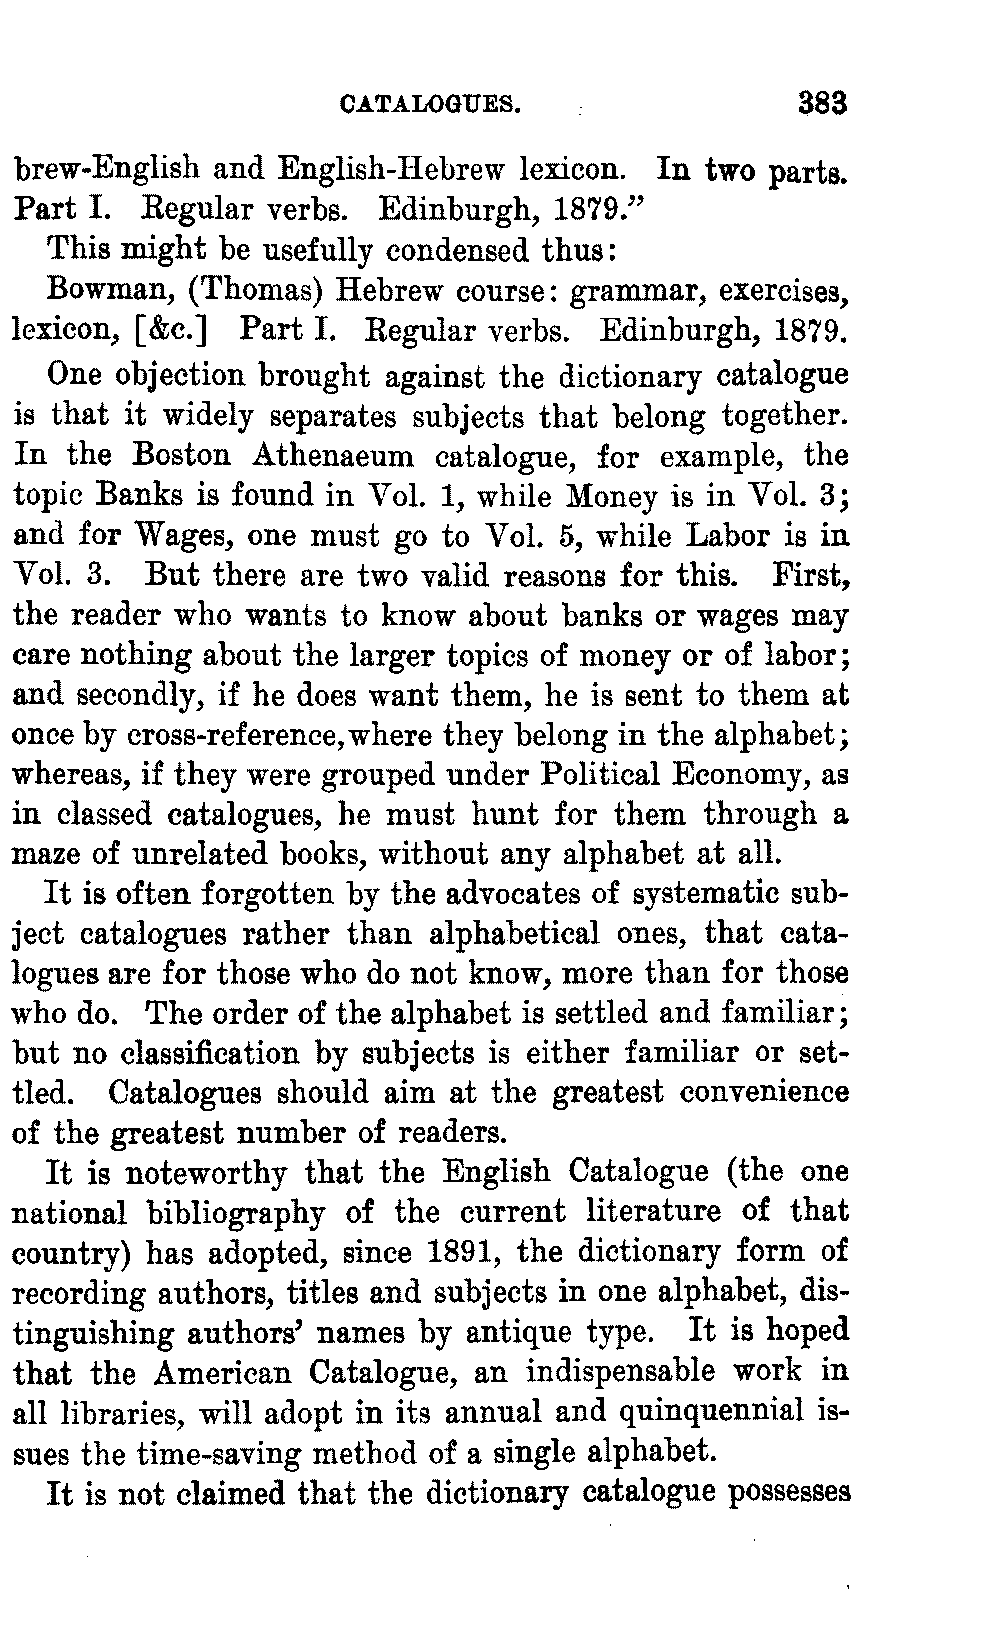 CATALOGUES. 383
brew-English and English-Hebrew lexicon. In two parts.
Part I. Regular verbs. Edinburgh, 1879.”
This might be usefully condensed thus:
Bowman, (Thomas) Hebrew course: grammar, exercises,
lexicon, [&c.] Part I. Regular verbs. Edinburgh, 1879.
One objection brought against the dictionary catalogue
is that it widely separates subjects that belong together.
In the Boston Athenaeum catalogue, for example, the
topic Banks is found in Vol. 1, while Money is in Vol. 3;
and for Wages, one must go to Vol. 5, while Labor is in
Vol. 3. But there are two valid reasons for this. First,
the reader who wants to know about banks or wages may
care nothing about the larger topics of money or of labor;
and secondly, if he does want them, he is sent to them at
once by cross-reference, where they belong in the alphabet;
whereas, if they were grouped under Political Economy, as
in classed catalogues, he must hunt for them through a
maze of unrelated books, without any alphabet at all.
It is often forgotten by the advocates of systematic sub-
ject catalogues rather than alphabetical ones, that cata-
logues are for those who do not know, more than for those
who do. The order of the alphabet is settled and familiar;
but no classification by subjects is either familiar or set-
tled. Catalogues should aim at the greatest convenience
of the greatest number of readers.
It is noteworthy that the English Catalogue (the one
national bibliography of the current literature of that
country) has adopted, since 1891, the dictionary form of
recording authors, titles and subjects in one alphabet, dis-
tinguishing authors’ names by antique type. It is hoped
that the American Catalogue, an indispensable work in
all libraries, will adopt in its annual and quinquennial is-
sues the time-saving method of a single alphabet.
It is not claimed that the dictionary catalogue possesses